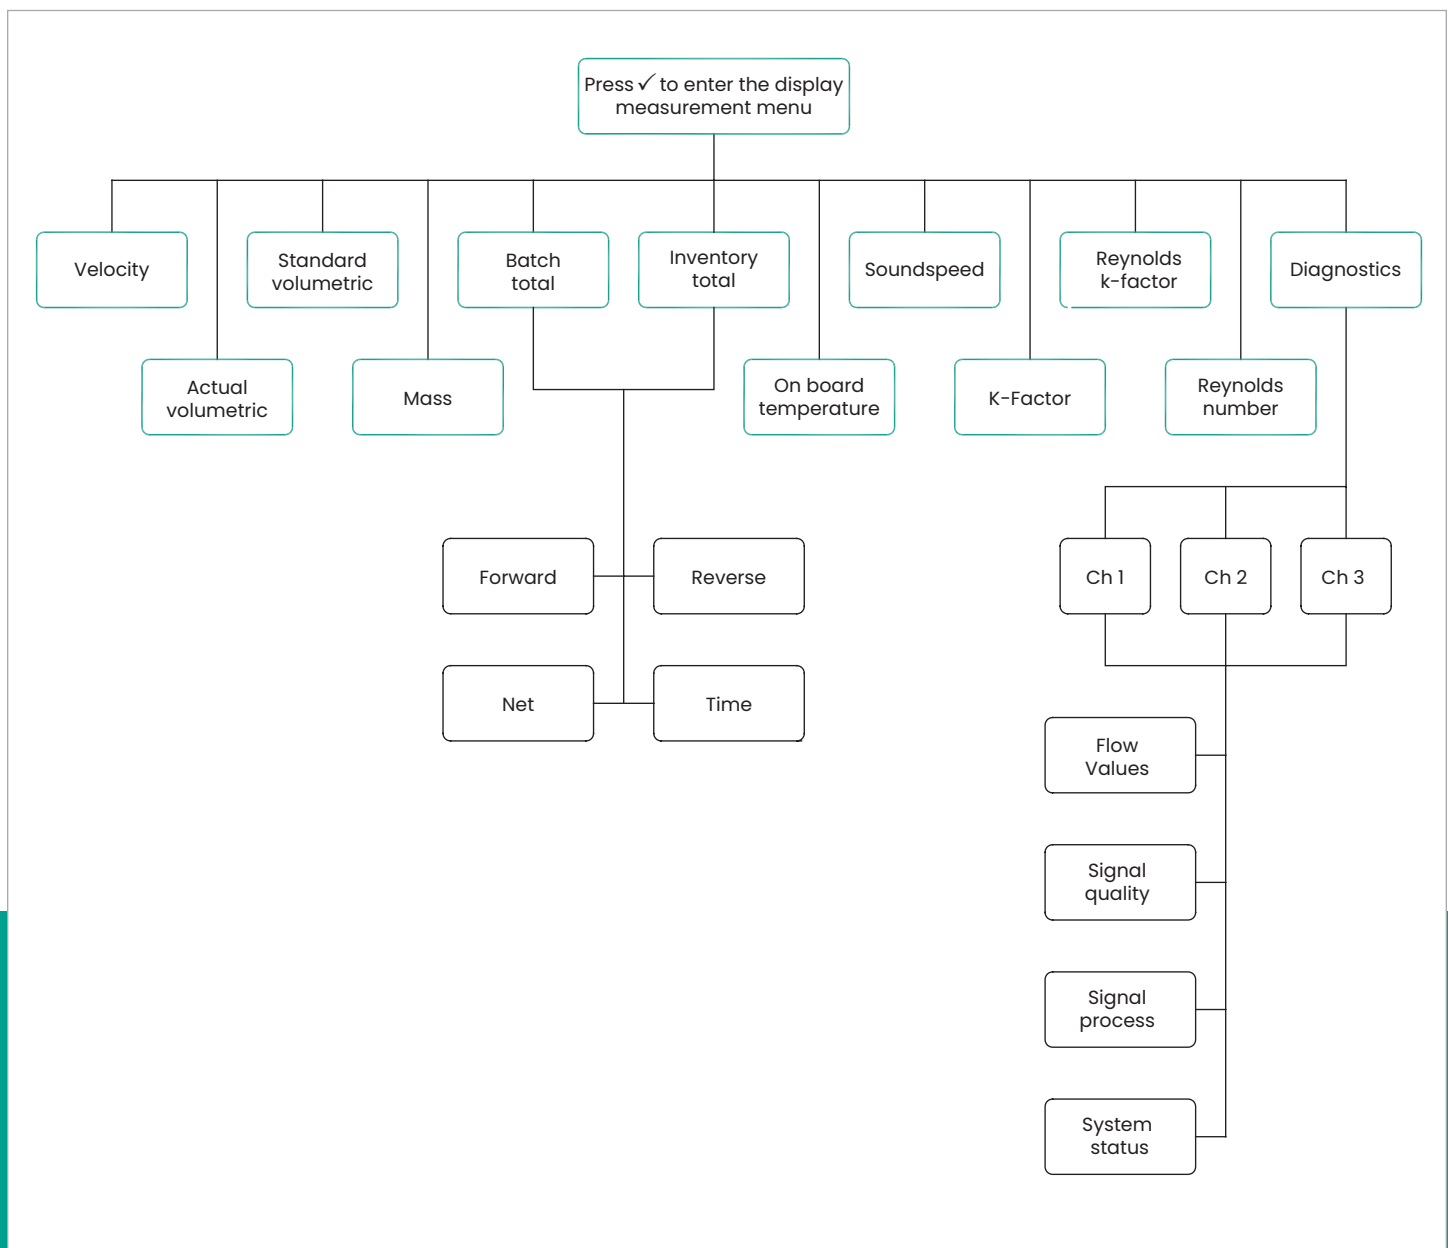 Press ✓ to enter the display
measurement menu
Velocity
Standard
volumetric
Batch
total
Inventory
total
Soundspeed
Reynolds
k-factor
Diagnostics
Actual
volumetric
Mass
On board
temperature
K-Factor
Reynolds
number
Forward
Reverse
Ch 1
Ch 2
Ch 3
Net
Time
Flow
Values
Signal
quality
Signal
process
System
status